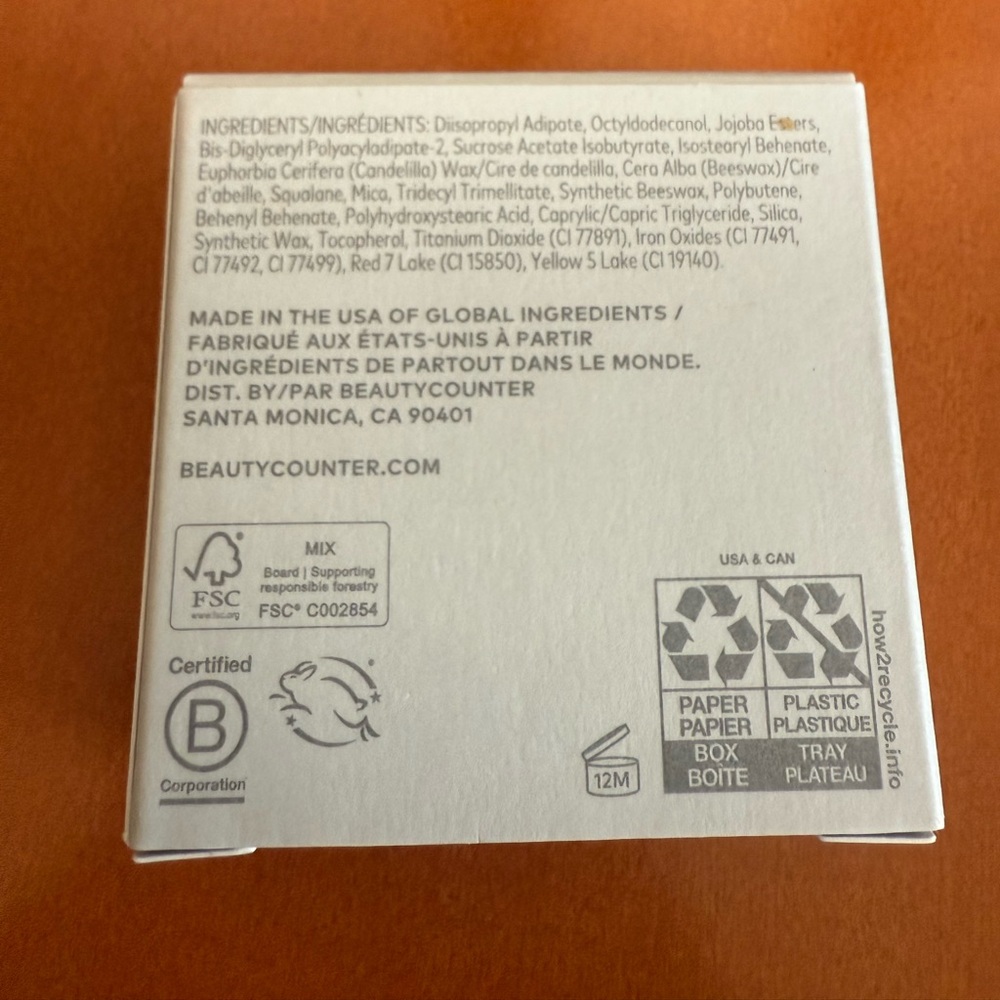 INGREDIENTS/INGRÉDIENTS: Diisopropyl Adipate, Octyldodecanol, Jojoba Esters,
Bis-Diglyceryl Polyacyladipate-2, Sucrose Acetate Isobutyrate, Isostearyl Behenate,
Euphorbia Cerifera (Candelilla) Wax/Cire de candelilla, Cera Alba (Beeswax)/Cire
d'abeille, Squalane, Mica, Tridecyl Trimellitate, Synthetic Beeswax, Polybutene,
Behenyl Behenate, Polyhydroxystearic Acid, Caprylic/Capric Triglyceride, Silica,
Synthetic Wax, Tocopherol, Titanium Dioxide (CI 77891), Iron Oxides (CI 77491,
CI 77492, CI 77499), Red 7 Lake (CI 15850), Yellow 5 Lake (CI 19140).
MADE IN THE USA OF GLOBAL INGREDIENTS /
FABRIQUÉ AUX ÉTATS-UNIS À PARTIR
D'INGRÉDIENTS DE PARTOUT DANS LE MONDE.
DIST. BY/PAR BEAUTYCOUNTER
SANTA MONICA, CA 90401
BEAUTYCOUNTER.COM
FSC
www.fsc.org
MIX
Board | Supporting
responsible forestry
FSC® C002854
Certified
B
Corporation
12M
USA & CAN
PAPER
PAPIER
BOX
BOÎTE
PLASTIC
PLASTIQUE
TRAY
PLATEAU
how2recycle.info